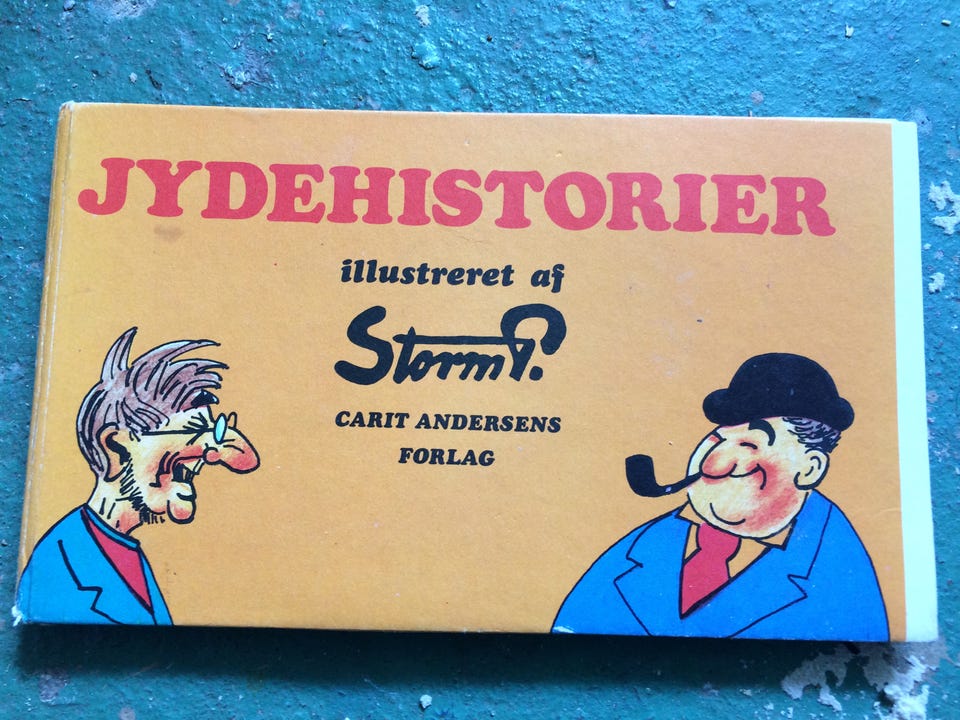 JYDEHISTORIER
illustreret af
Storm P.
CARIT ANDERSENS
FORLAG